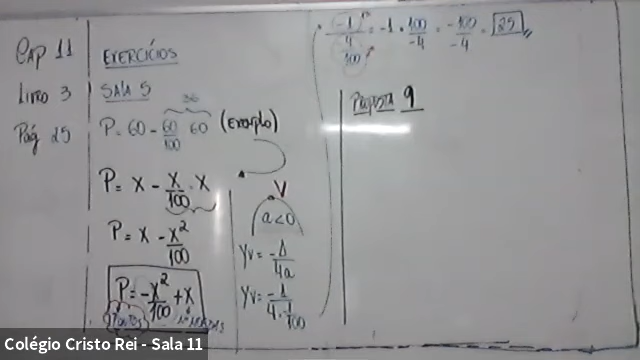 Cap 11
Livro 3
Pág 25
EXERCÍCIOS
SALA 5
36
P = 60 - 60/100 · 60 (exemplo)
P = x - x/100 · x
P = x - x²/100
P = -x²/100 + x
V
a < 0
Yv = -Δ/4a
Yv = -1/4·1/100
-1/(4/100) = -1 · 100/-4 = -100/-4 = 25
Proposta 9
Colégio Cristo Rei - Sala 11